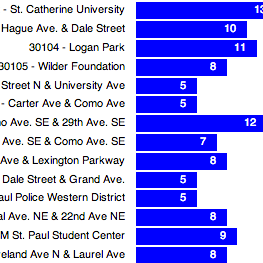 - St. Catherine University 13
Hague Ave. & Dale Street 10
30104 - Logan Park 11
30105 - Wilder Foundation 8
Street N & University Ave 5
- Carter Ave & Como Ave 5
Ave. SE & 29th Ave. SE 12
Ave. SE & Como Ave. SE 7
Ave & Lexington Parkway 8
Dale Street & Grand Ave. 5
Police Western District 5
Ave. NE & 22nd Ave NE 8
M St. Paul Student Center 9
Ave N & Laurel Ave 8